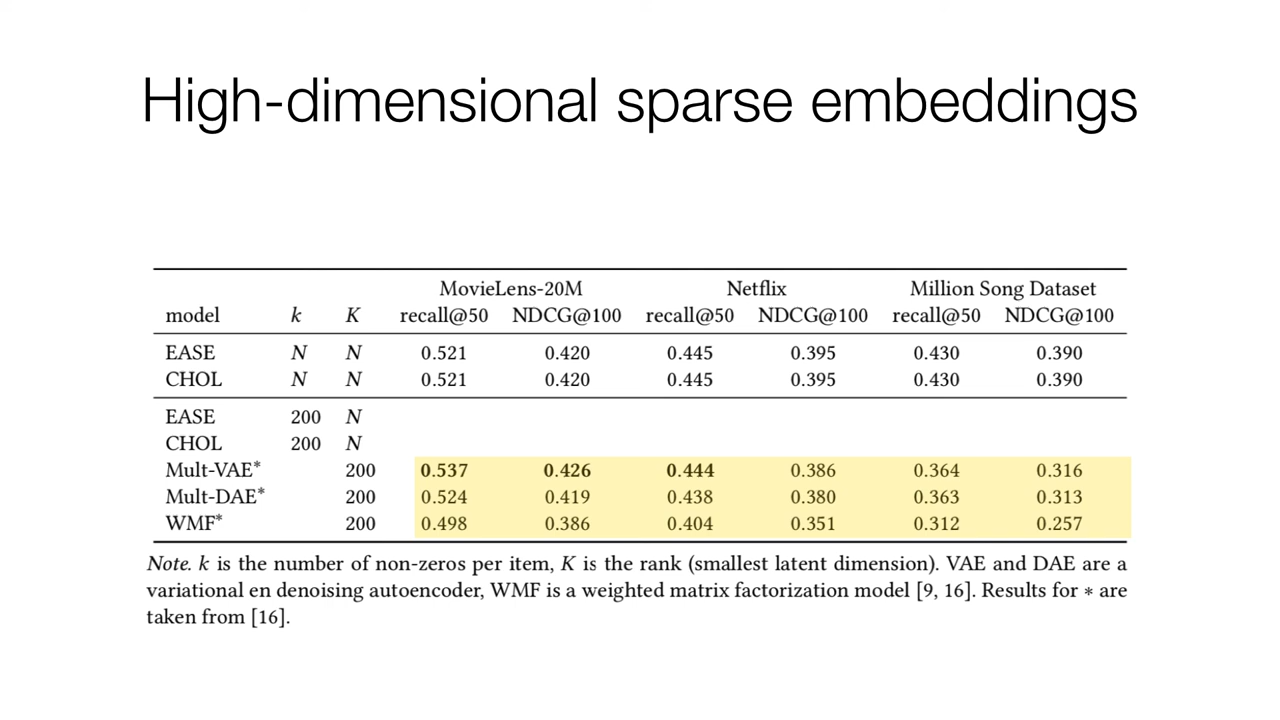 High-dimensional sparse embeddings
MovieLens-20M Netflix Million Song Dataset
model k K recall@50 NDCG@100 recall@50 NDCG@100 recall@50 NDCG@100
EASE N N 0.521 0.420 0.445 0.395 0.430 0.390
CHOL N N 0.521 0.420 0.445 0.395 0.430 0.390
EASE 200 N
CHOL 200 N
Mult-VAE* 200 0.537 0.426 0.444 0.386 0.364 0.316
Mult-DAE* 200 0.524 0.419 0.438 0.380 0.363 0.313
WMF* 200 0.498 0.386 0.404 0.351 0.312 0.257
Note. k is the number of non-zeros per item, K is the rank (smallest latent dimension). VAE and DAE are a
variational en denoising autoencoder, WMF is a weighted matrix factorization model [9, 16]. Results for * are
taken from [16].